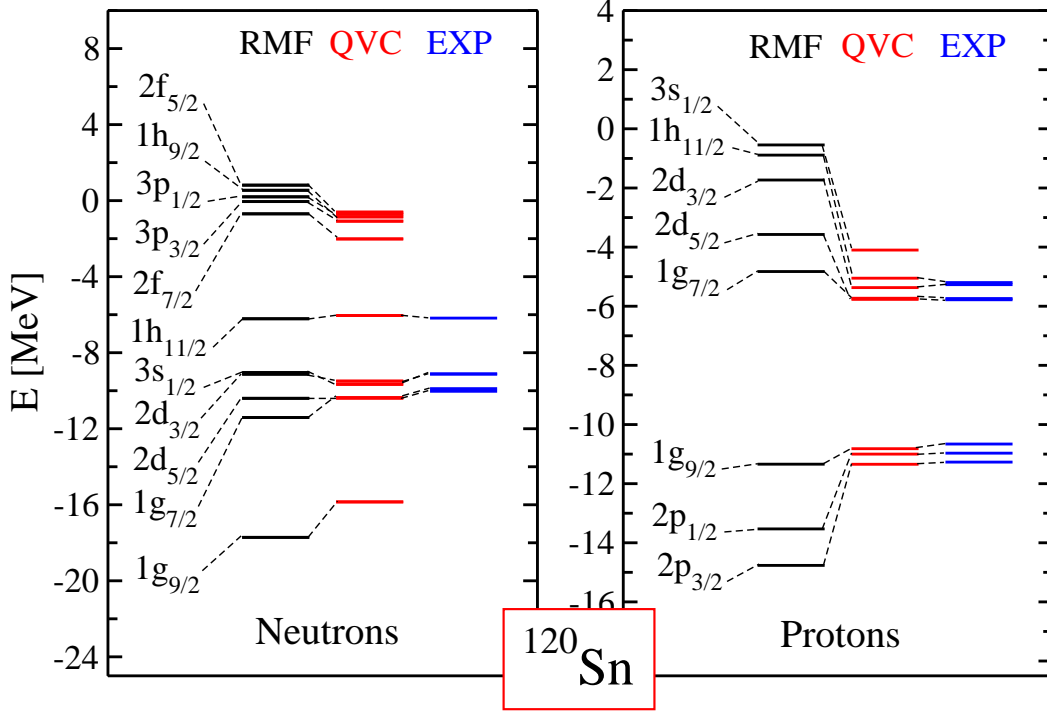 RMF QVC EXP
2f5/2
1h9/2
3p1/2
3p3/2
2f7/2
1h11/2
3s1/2
2d3/2
2d5/2
1g7/2
1g9/2
8
4
0
-4
-8
-12
-16
-20
-24
E [MeV]
Neutrons
RMF QVC EXP
3s1/2
1h11/2
2d3/2
2d5/2
1g7/2
1g9/2
2p1/2
2p3/2
4
2
0
-2
-4
-6
-8
-10
-12
-14
-16
Protons
120Sn